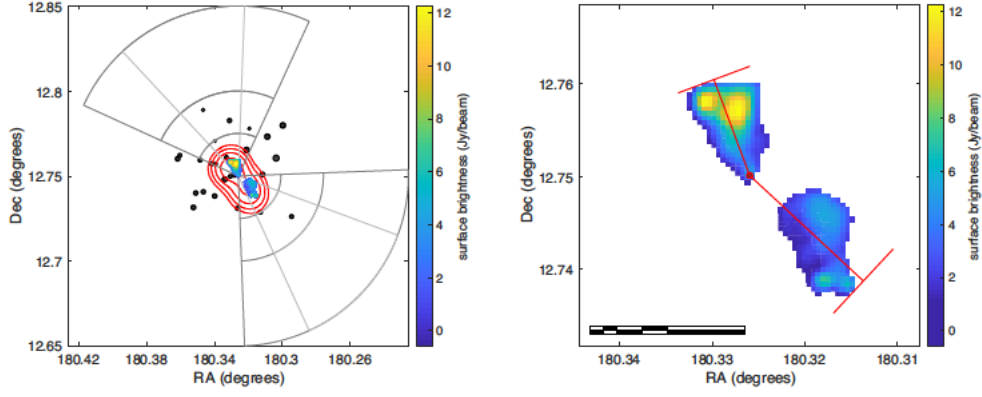 12.85
12.8
12.75
12.7
12.65
Dec (degrees)
180.42 180.38 180.34 180.3 180.26
RA (degrees)
12
10
8
6
4
2
0
surface brightness (Jy/beam)
12.76
12.75
12.74
Dec (degrees)
180.34 180.33 180.32 180.31
RA (degrees)
12
10
8
6
4
2
0
surface brightness (Jy/beam)